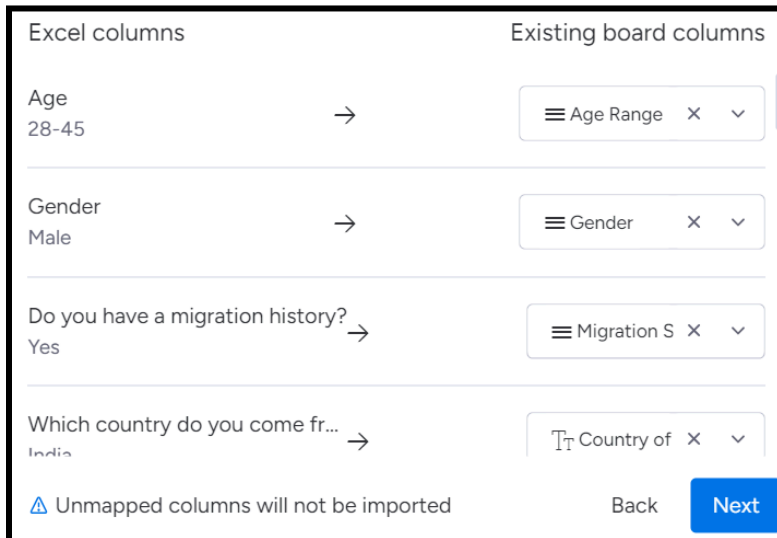 Excel columns
Existing board columns
Age
28-45
Age Range
Gender
Male
Gender
Do you have a migration history?
Yes
Migration S
Which country do you come fr...
India
Country of
Unmapped columns will not be imported
Back
Next